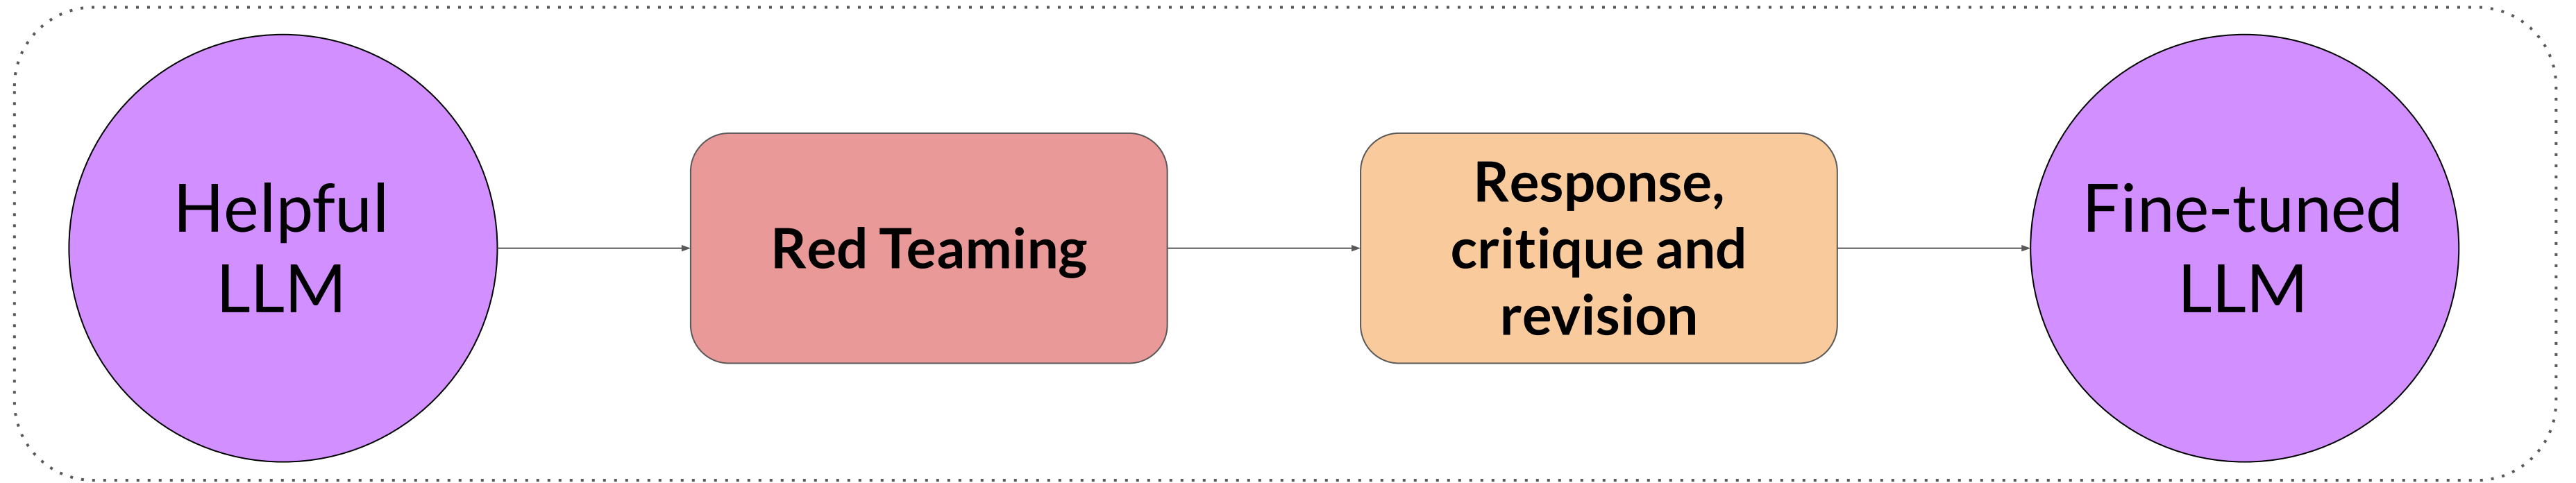 Helpful
LLM
Red Teaming
Response,
critique and
revision
Fine-tuned
LLM